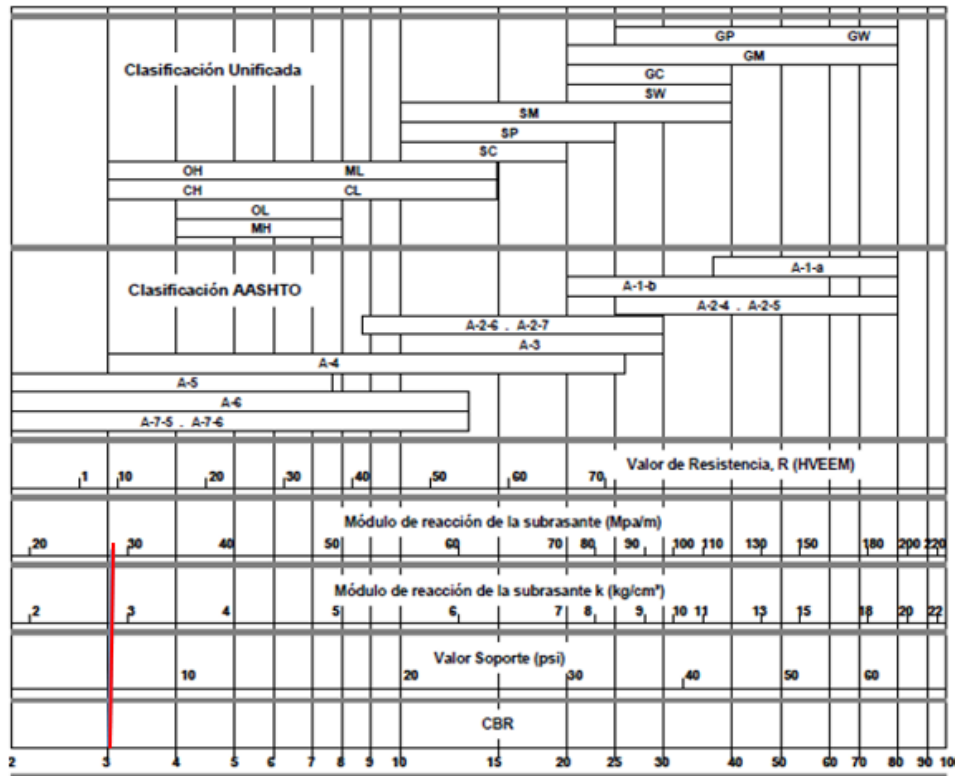 GP GW
GM
Clasificación Unificada
GC
SW
SM
SP
SC
OH ML
CH CL
OL
MH
A-1-a
Clasificación AASHTO
A-1-b
A-2-4 . A-2-5
A-2-6 . A-2-7
A-3
A-4
A-5
A-6
A-7-5 . A-7-6
Valor de Resistencia, R (HVEEM)
1 10 20 30 40 50 60 70
Módulo de reacción de la subrasante (Mpa/m)
20 30 40 50 60 70 80 90 100 110 130 150 180 200 220
Módulo de reacción de la subrasante k (kg/cm³)
2 3 4 5 6 7 8 9 10 11 13 15 18 20 22
Valor Soporte (psi)
10 20 30 40 50 60
CBR
2 3 4 5 6 7 8 9 10 15 20 25 30 40 50 60 70 80 90 10